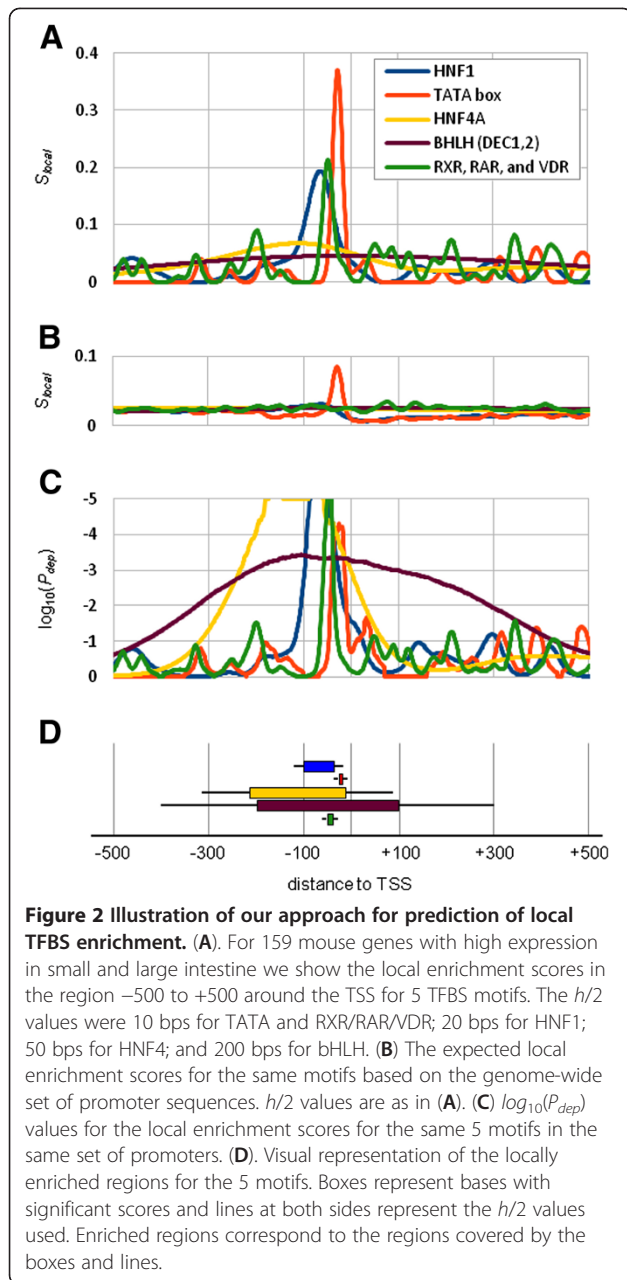 A
0.4
0.3
0.2
0.1
0
S_local
HNF1
TATA box
HNF4A
BHLH (DEC1,2)
RXR, RAR, and VDR
B
0.1
0
S_local
C
-5
-4
-3
-2
-1
0
log10(P_dep)
D
-500 -300 -100 +100 +300 +500
distance to TSS
Figure 2 Illustration of our approach for prediction of local
TFBS enrichment. (A). For 159 mouse genes with high expression
in small and large intestine we show the local enrichment scores in
the region −500 to +500 around the TSS for 5 TFBS motifs. The h/2
values were 10 bps for TATA and RXR/RAR/VDR; 20 bps for HNF1;
50 bps for HNF4; and 200 bps for bHLH. (B) The expected local
enrichment scores for the same motifs based on the genome-wide
set of promoter sequences. h/2 values are as in (A). (C) log10(Pdep)
values for the local enrichment scores for the same 5 motifs in the
same set of promoters. (D). Visual representation of the locally
enriched regions for the 5 motifs. Boxes represent bases with
significant scores and lines at both sides represent the h/2 values
used. Enriched regions correspond to the regions covered by the
boxes and lines.